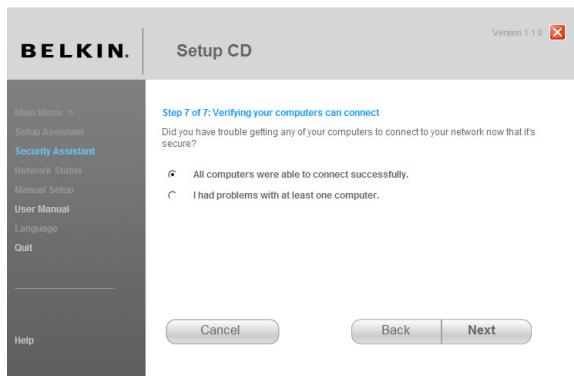 Version 1.1.0
BELKIN.
Setup CD
Main Menu >
Setup Assistant
Security Assistant
Network Status
Manual Setup
User Manual
Language
Quit
Help
Step 7 of 7: Verifying your computers can connect
Did you have trouble getting any of your computers to connect to your network now that it's
secure?
All computers were able to connect successfully.
I had problems with at least one computer.
Cancel
Back
Next